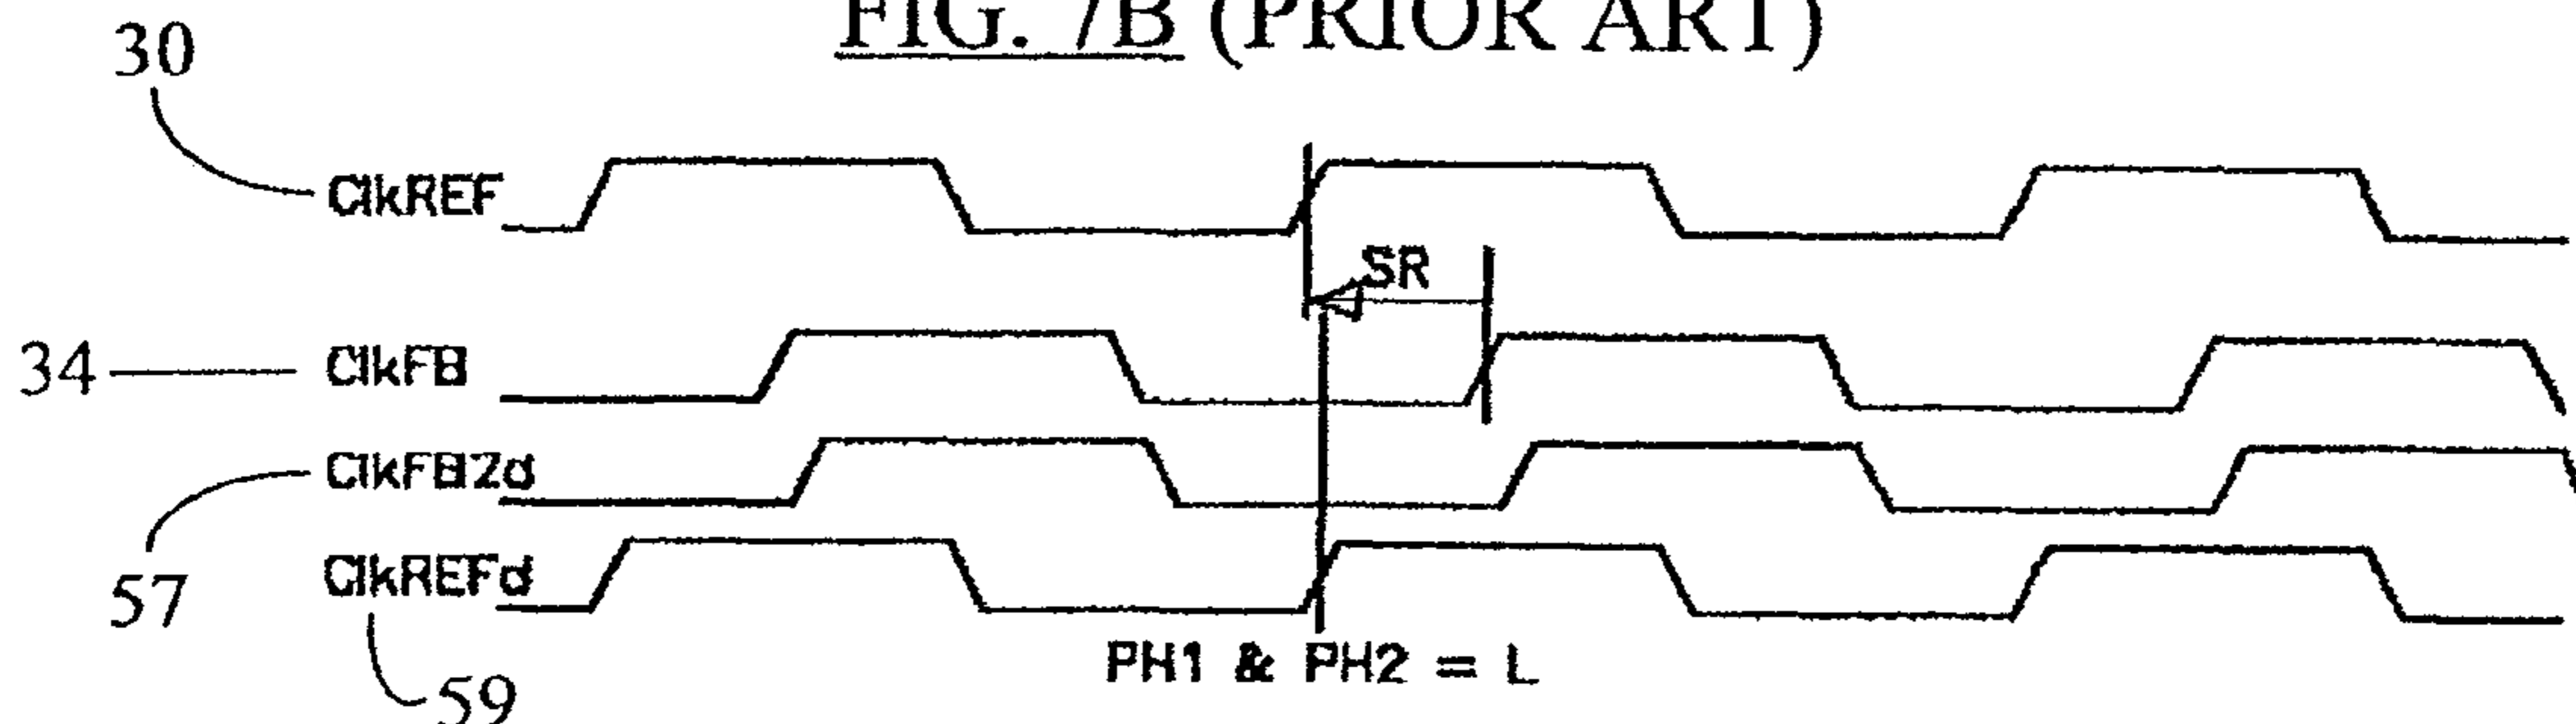 FIG. 7B (PRIOR ART)
30
ClkREF
SR
34
ClkFB
ClkFB2d
57
ClkREFd
PH1 & PH2 = L
59